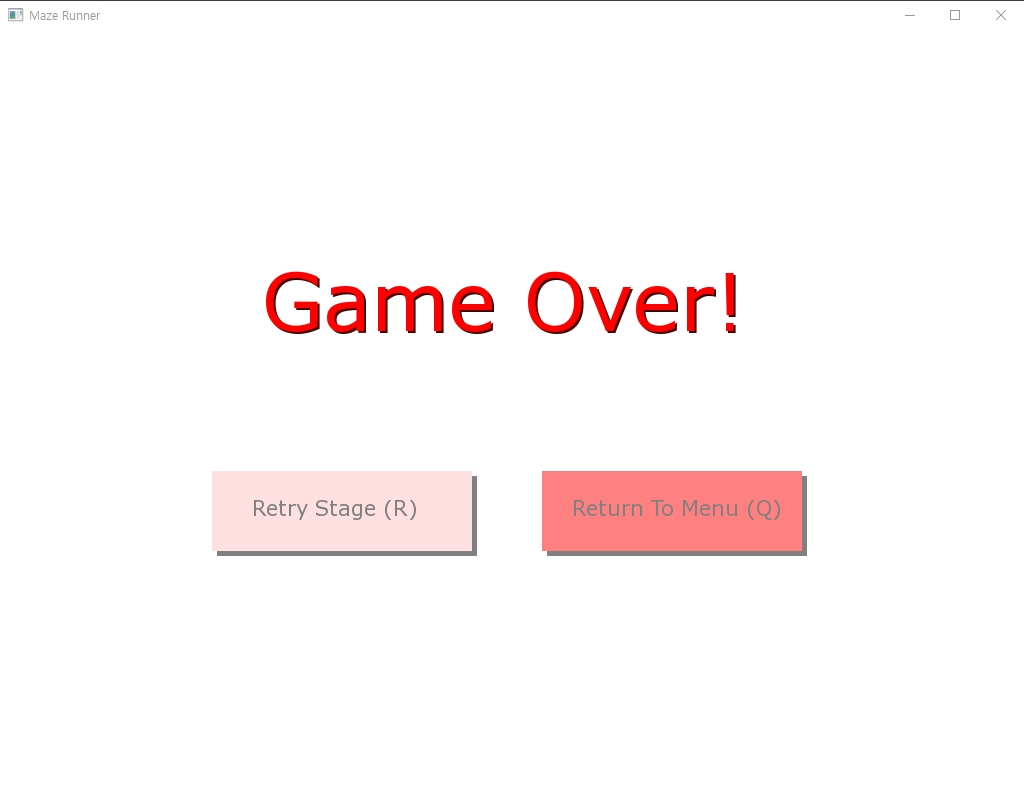 Maze Runner
Game Over!
Retry Stage (R)
Return To Menu (Q)